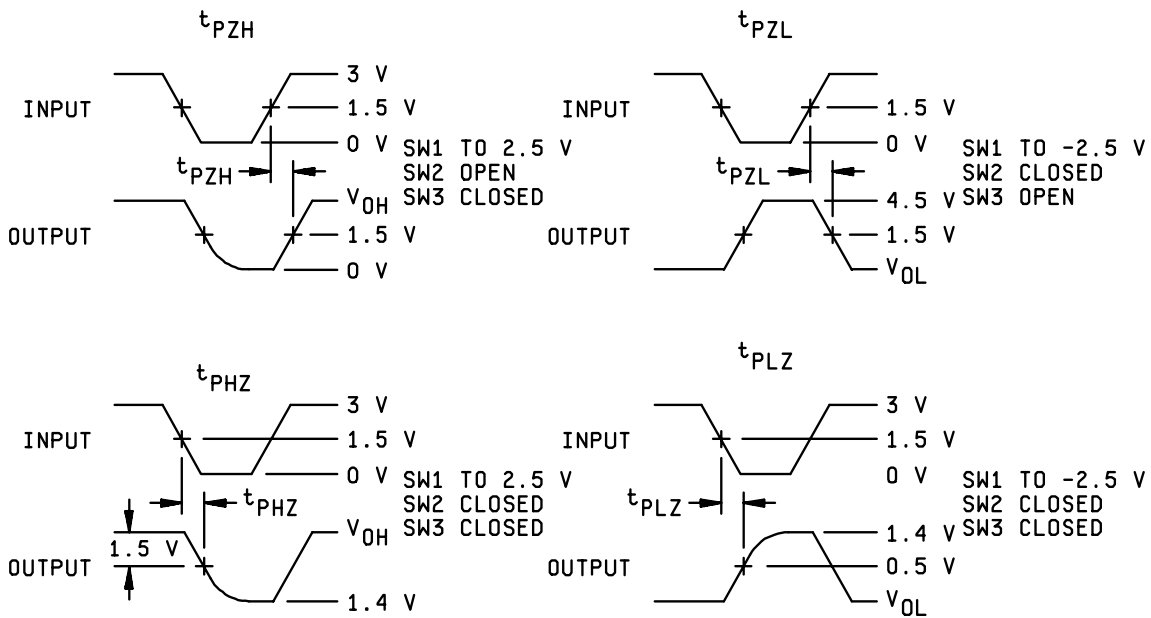 tPZH
3 V
INPUT
1.5 V
0 V
SW1 TO 2.5 V
SW2 OPEN
SW3 CLOSED
tPZH
VOH
OUTPUT
1.5 V
0 V
tPZL
INPUT
1.5 V
0 V
SW1 TO -2.5 V
SW2 CLOSED
SW3 OPEN
tPZL
4.5 V
OUTPUT
1.5 V
VOL
tPHZ
3 V
INPUT
1.5 V
0 V
SW1 TO 2.5 V
SW2 CLOSED
SW3 CLOSED
tPHZ
VOH
1.5 V
OUTPUT
1.4 V
tPLZ
3 V
INPUT
1.5 V
0 V
SW1 TO -2.5 V
SW2 CLOSED
SW3 CLOSED
tPLZ
1.4 V
OUTPUT
0.5 V
VOL